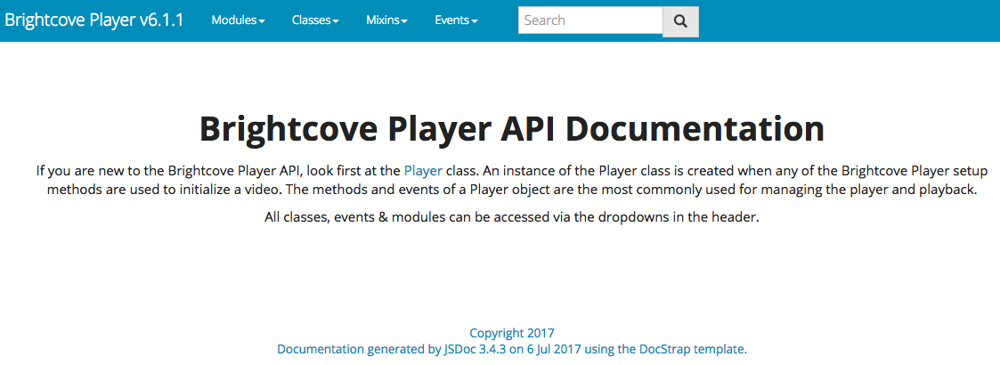 Brightcove Player v6.1.1 Modules Classes Mixins Events Search
Brightcove Player API Documentation
If you are new to the Brightcove Player API, look first at the Player class. An instance of the Player class is created when any of the Brightcove Player setup
methods are used to initialize a video. The methods and events of a Player object are the most commonly used for managing the player and playback.
All classes, events & modules can be accessed via the dropdowns in the header.
Copyright 2017
Documentation generated by JSDoc 3.4.3 on 6 Jul 2017 using the DocStrap template.